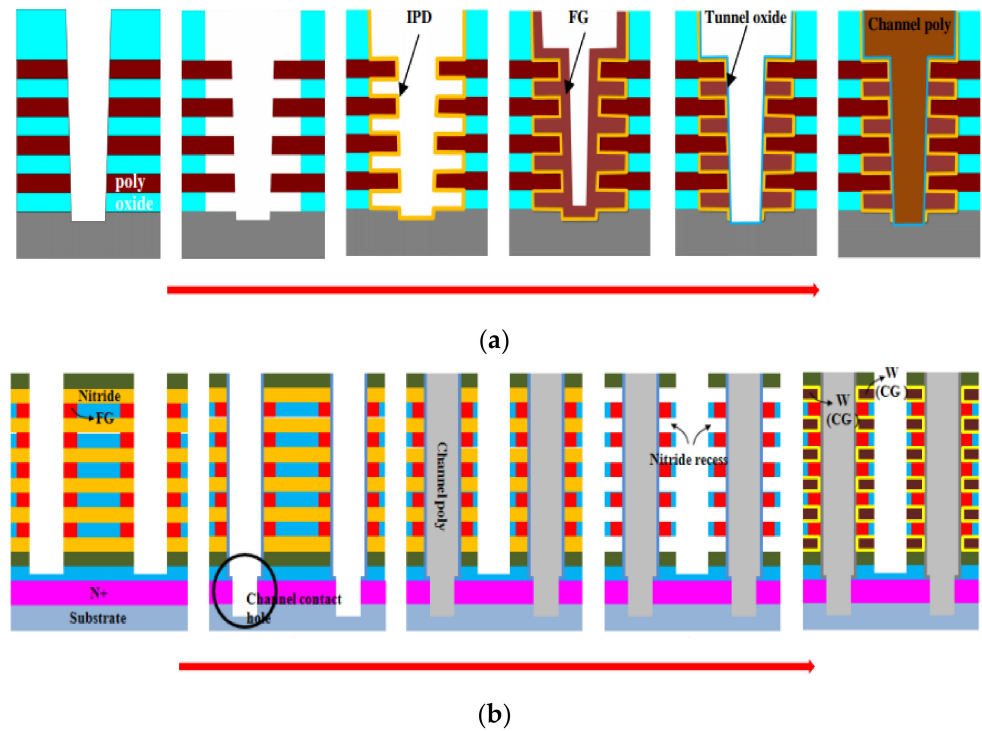 IPD
FG
Tunnel oxide
Channel poly
poly
oxide
(a)
Nitride
FG
N+
Substrate
Channel contact
hole
Channel poly
Nitride recess
W
(CG)
W
(CG)
(b)